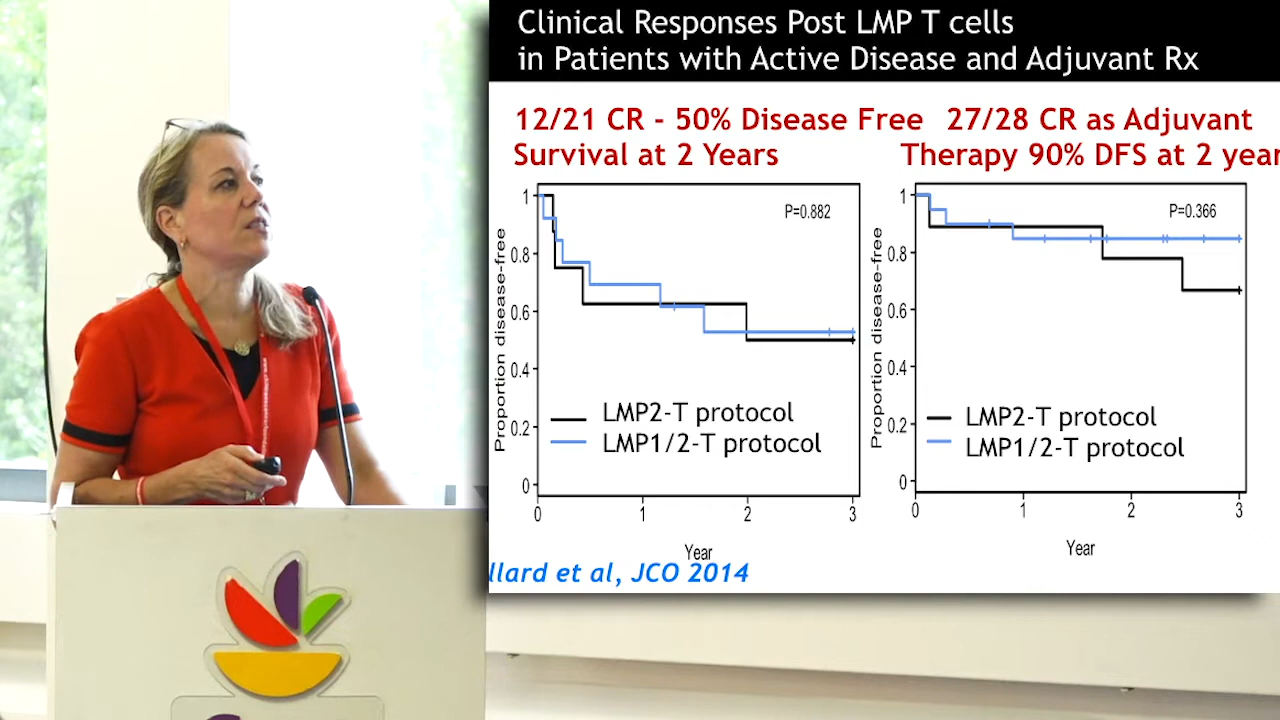 Clinical Responses Post LMP T cells
in Patients with Active Disease and Adjuvant Rx
12/21 CR - 50% Disease Free
Survival at 2 Years
27/28 CR as Adjuvant
Therapy 90% DFS at 2 year
Proportion disease-free
1
0.8
0.6
0.4
0.2
0
P=0.882
LMP2-T protocol
LMP1/2-T protocol
0 1 2 3
Year
Proportion disease-free
1
0.8
0.6
0.4
0.2
0
P=0.366
LMP2-T protocol
LMP1/2-T protocol
0 1 2 3
Year
llard et al, JCO 2014